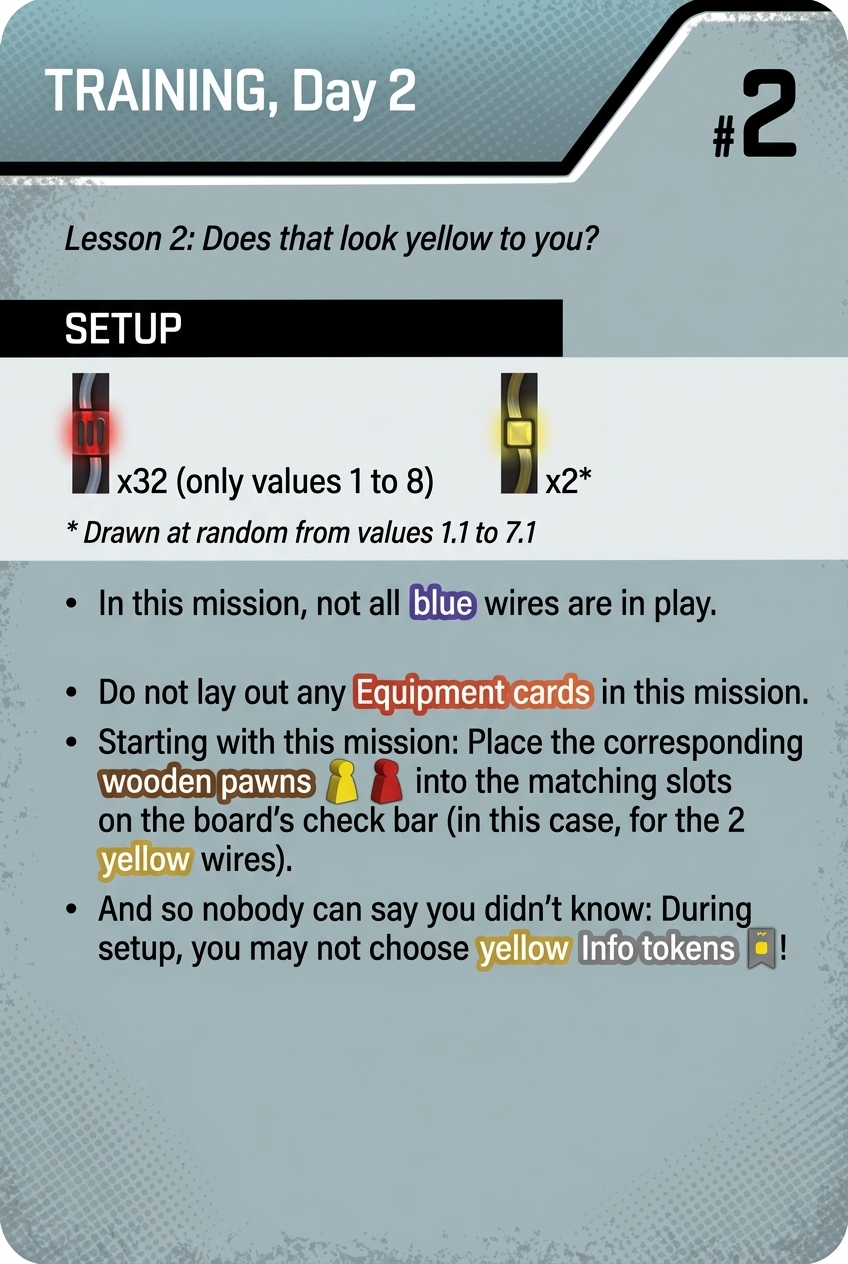 TRAINING, Day 2
#2
Lesson 2: Does that look yellow to you?
SETUP
x32 (only values 1 to 8)
x2*
* Drawn at random from values 1.1 to 7.1
• In this mission, not all blue wires are in play.
• Do not lay out any Equipment cards in this mission.
• Starting with this mission: Place the corresponding
wooden pawns into the matching slots
on the board’s check bar (in this case, for the 2
yellow wires).
• And so nobody can say you didn’t know: During
setup, you may not choose yellow Info tokens !